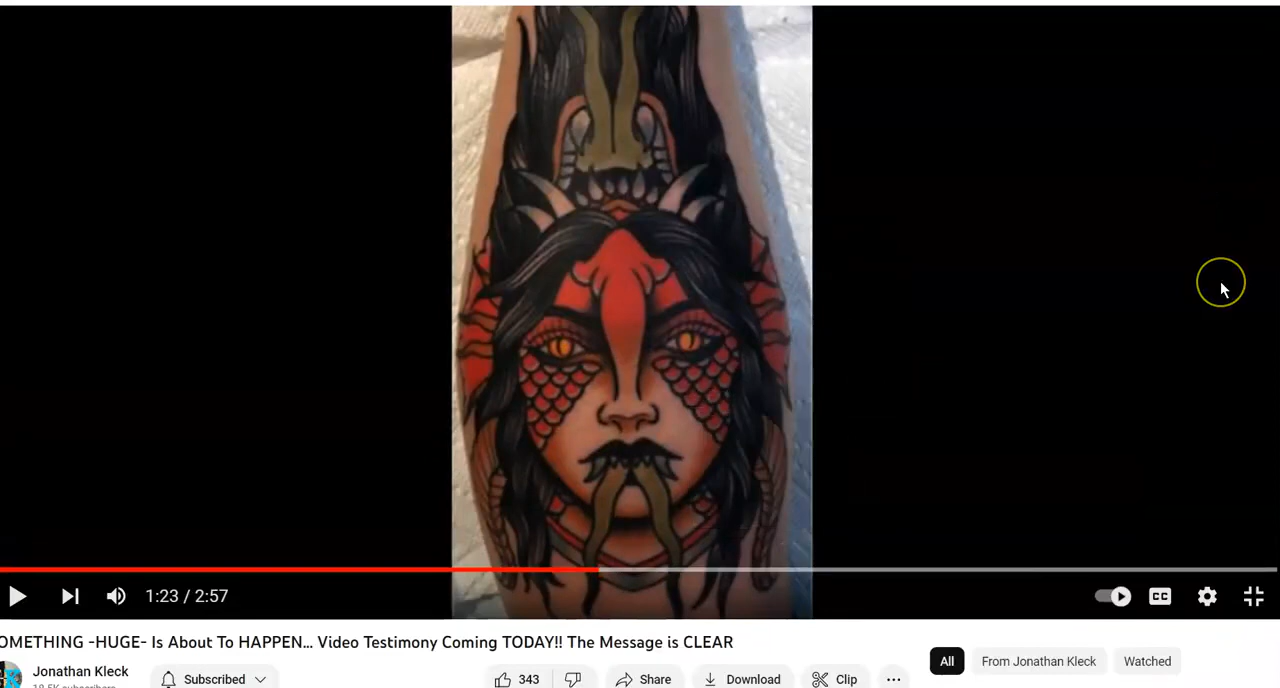 1:23 / 2:57
CC
OMETHING -HUGE- Is About To HAPPEN... Video Testimony Coming TODAY!! The Message is CLEAR
Jonathan Kleck
Subscribed
343
Share
Download
Clip
All
From Jonathan Kleck
Watched